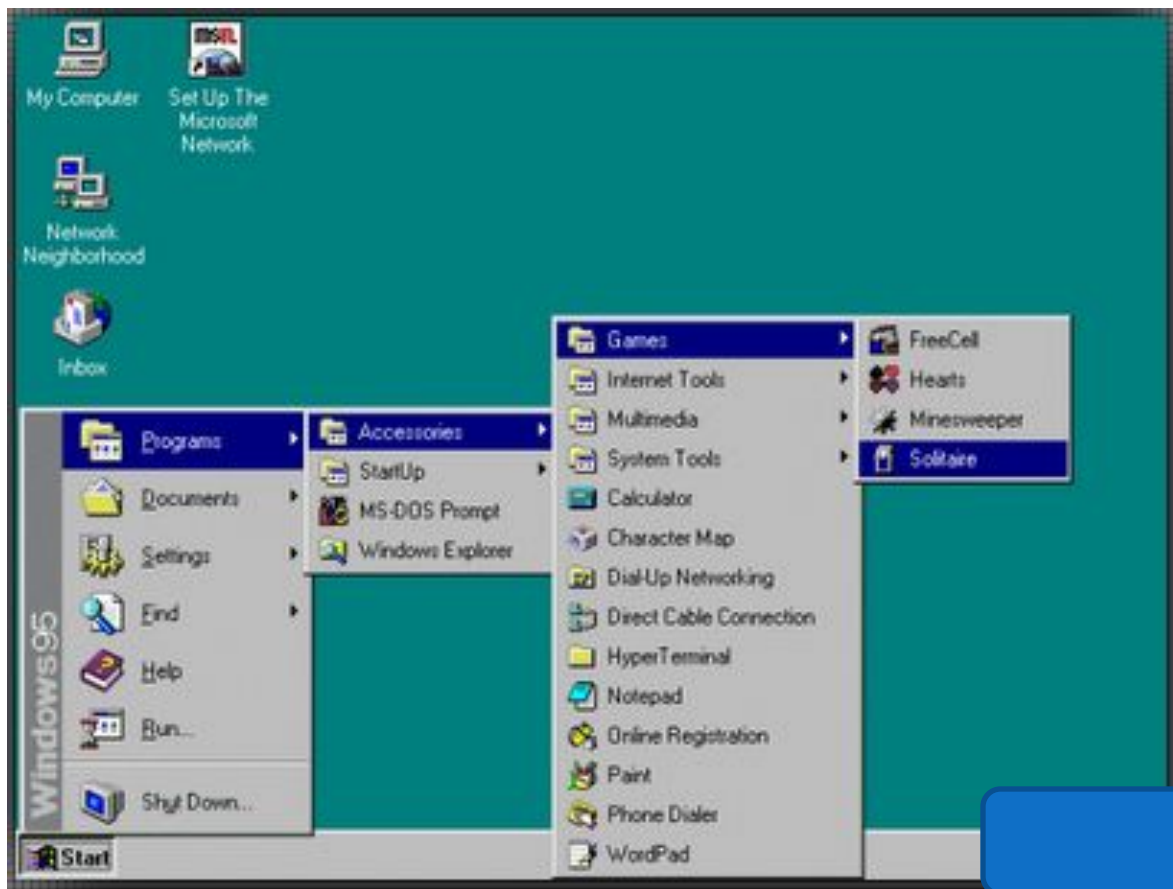 My Computer
msn.
Set Up The
Microsoft
Network
Network
Neighborhood
Inbox
Windows95
Programs
Documents
Settings
Find
Help
Run...
Shut Down...
Start
Accessories
StartUp
MS-DOS Prompt
Windows Explorer
Games
Internet Tools
Multimedia
System Tools
Calculator
Character Map
Dial-Up Networking
Direct Cable Connection
HyperTerminal
Notepad
Online Registration
Paint
Phone Dialer
WordPad
FreeCell
Hearts
Minesweeper
Solitaire